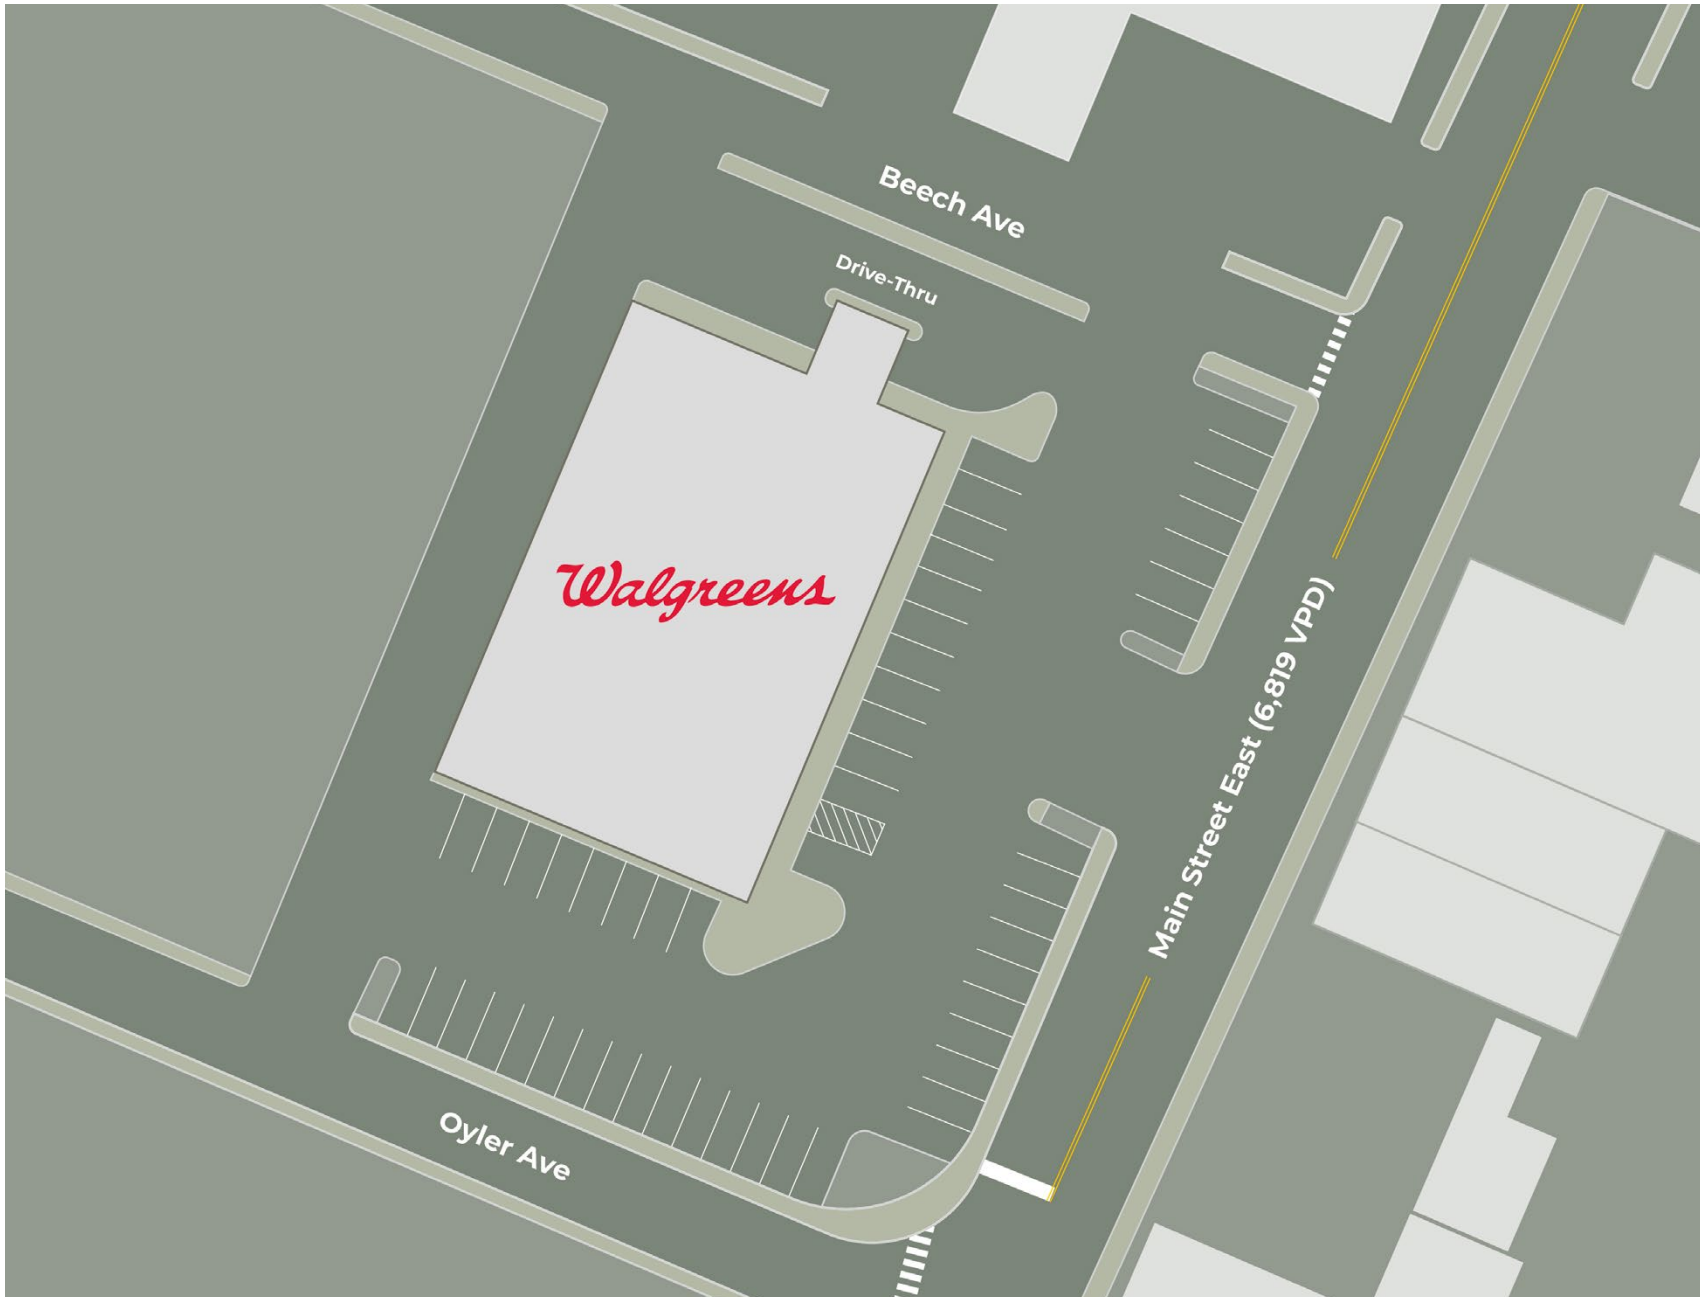 Beech Ave
Drive-Thru
Walgreens
Main Street East (6,819 VPD)
Oyler Ave